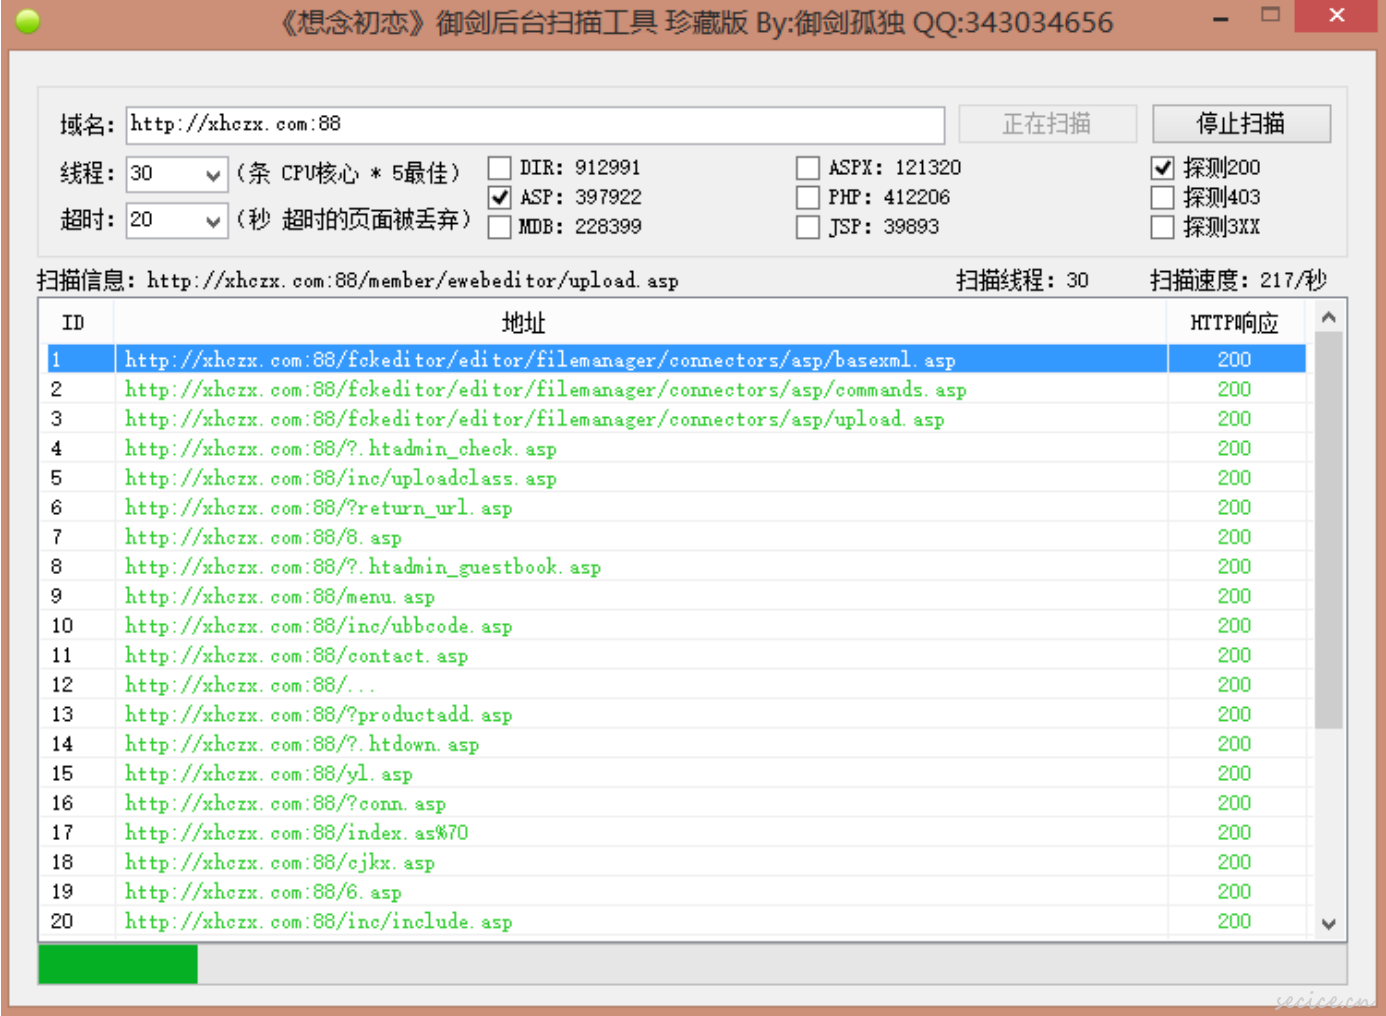 《想念初恋》御剑后台扫描工具 珍藏版 By:御剑孤独 QQ:343034656
域名: http://xhczx.com:88 正在扫描 停止扫描
线程: 30 (条 CPU核心 * 5最佳) DIR: 912991 ASPX: 121320 探测200
ASP: 397922 PHP: 412206 探测403
超时: 20 (秒 超时的页面被丢弃) MDB: 228399 JSP: 39893 探测3XX
扫描信息: http://xhczx.com:88/member/ewebeditor/upload.asp 扫描线程: 30 扫描速度: 217/秒
ID 地址 HTTP响应
1 http://xhczx.com:88/fckeditor/editor/filemanager/connectors/asp/basexml.asp 200
2 http://xhczx.com:88/fckeditor/editor/filemanager/connectors/asp/commands.asp 200
3 http://xhczx.com:88/fckeditor/editor/filemanager/connectors/asp/upload.asp 200
4 http://xhczx.com:88/?.htadmin_check.asp 200
5 http://xhczx.com:88/inc/uploadclass.asp 200
6 http://xhczx.com:88/?return_url.asp 200
7 http://xhczx.com:88/8.asp 200
8 http://xhczx.com:88/?.htadmin_guestbook.asp 200
9 http://xhczx.com:88/menu.asp 200
10 http://xhczx.com:88/inc/ubbcode.asp 200
11 http://xhczx.com:88/contact.asp 200
12 http://xhczx.com:88/... 200
13 http://xhczx.com:88/?productadd.asp 200
14 http://xhczx.com:88/?.htdown.asp 200
15 http://xhczx.com:88/yl.asp 200
16 http://xhczx.com:88/?conn.asp 200
17 http://xhczx.com:88/index.as%70 200
18 http://xhczx.com:88/cjkx.asp 200
19 http://xhczx.com:88/6.asp 200
20 http://xhczx.com:88/inc/include.asp 200
secice.cn